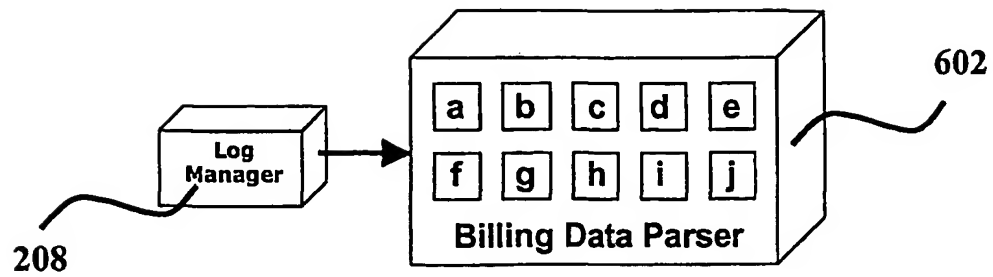 602
a b c d e
Log
Manager
f g h i j
Billing Data Parser
208